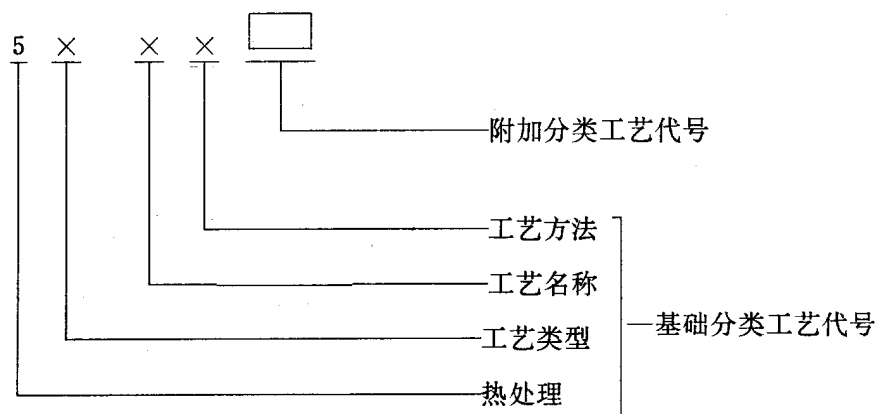 5 × × ×
附加分类工艺代号
工艺方法
工艺名称
工艺类型
基础分类工艺代号
热处理